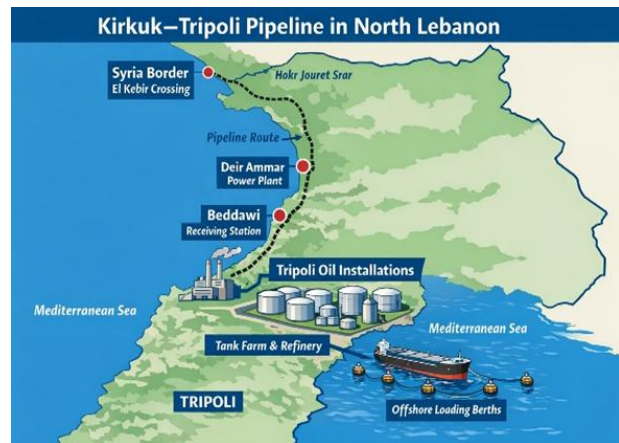 Kirkuk–Tripoli Pipeline in North Lebanon
Syria Border
El Kebir Crossing
Hokr Jouret Srar
Pipeline Route
Deir Ammar
Power Plant
Beddawi
Receiving Station
Tripoli Oil Installations
Mediterranean Sea
Mediterranean Sea
Tank Farm & Refinery
TRIPOLI
Offshore Loading Berths